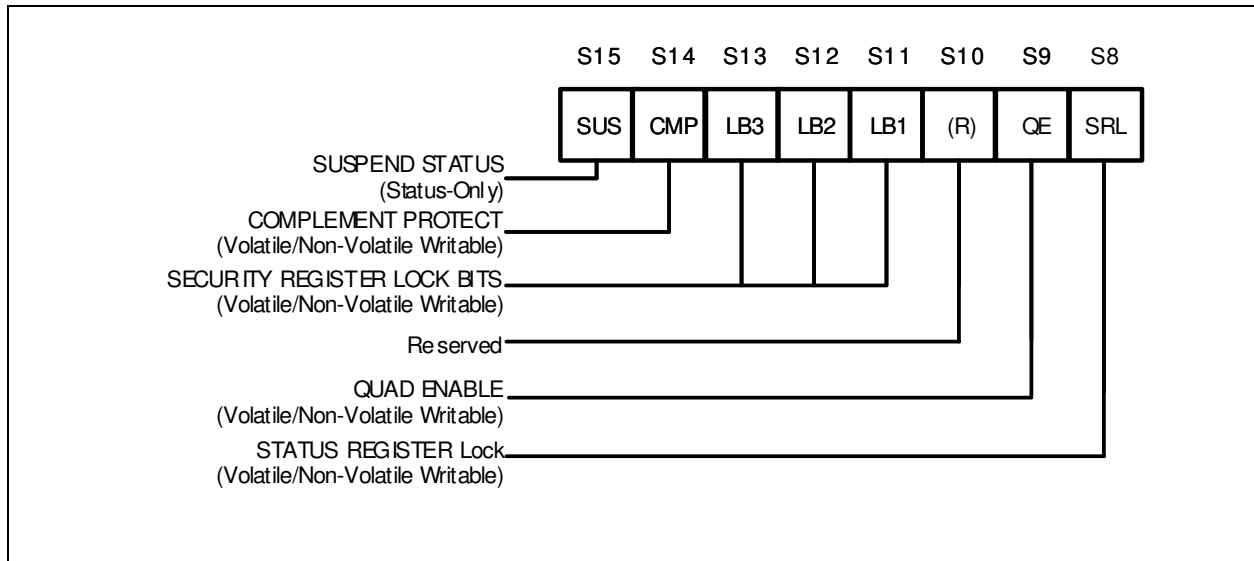 S15 S14 S13 S12 S11 S10 S9 S8
SUS CMP LB3 LB2 LB1 (R) QE SRL
SUSPEND STATUS
(Status-Only)
COMPLEMENT PROTECT
(Volatile/Non-Volatile Writable)
SECURITY REGISTER LOCK BITS
(Volatile/Non-Volatile Writable)
Reserved
QUAD ENABLE
(Volatile/Non-Volatile Writable)
STATUS REGISTER Lock
(Volatile/Non-Volatile Writable)